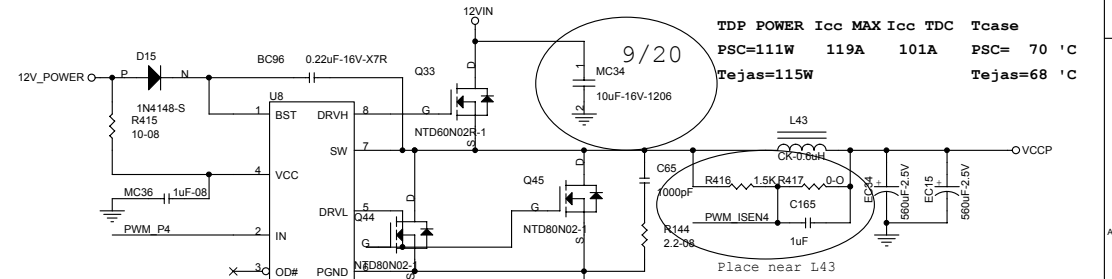 12VIN
TDP POWER Icc MAX Icc TDC Tcase
PSC=111W 119A 101A PSC= 70 'C
Tejas=115W Tejas=68 'C
9/20
D15
BC96 0.22uF-16V-X7R
Q33
1 MC34
12V_POWER P N
D
10uF-16V-1206
2
1N4148-S
U8
G
L43
R415
10-08
1 BST DRVH 8
NTD60N02R-1
S
SW 7
CK-0.6uH
VCCP
4 VCC
D
C65
1000pF
R416 1.5K R417 0-O
MC36 1uF-08
Q45
D
EC34 + 560uF-2.5V
EC15 + 560uF-2.5V
DRVL 5
Q44
G
NTD80N02-1
PWM_ISEN4
C165
PWM_P4
2 IN
G
S
R144
2.2-08
1uF
3 OD# PGND 6
NTD80N02-1
S
Place near L43
A